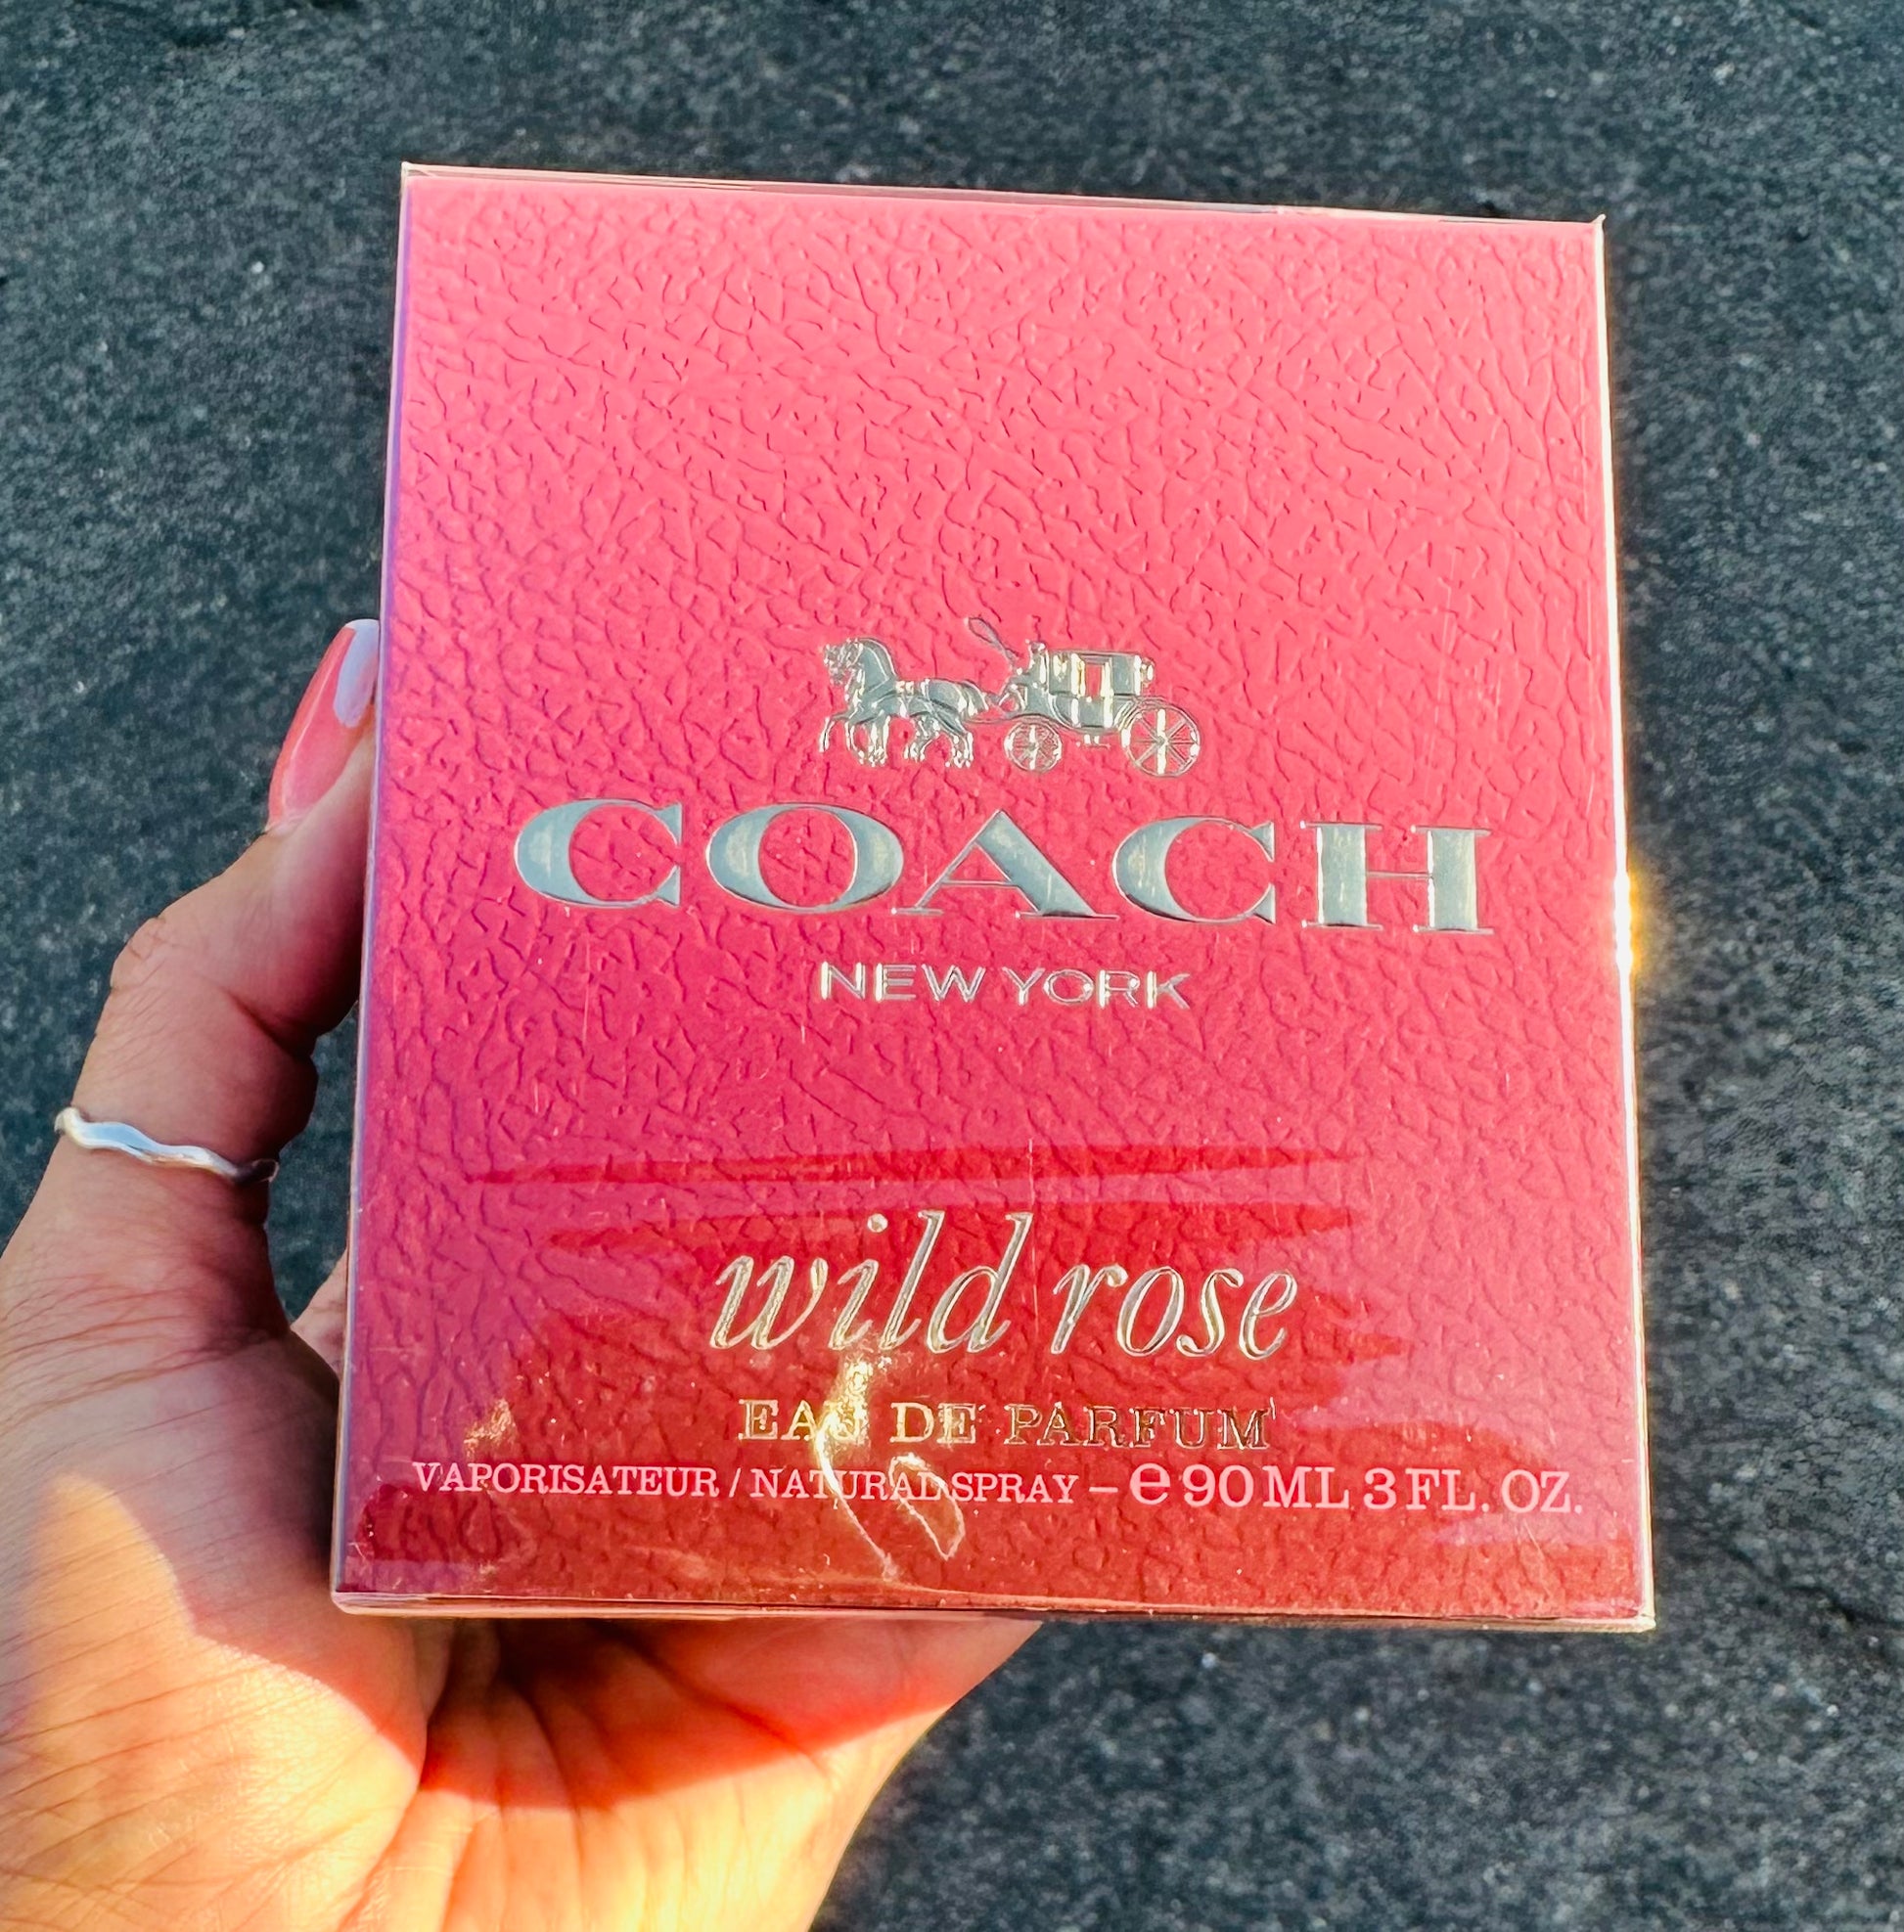 COACH
NEW YORK
wild rose
EAU DE PARFUM
VAPORISATEUR / NATURAL SPRAY – e 90 ML 3 FL. OZ.